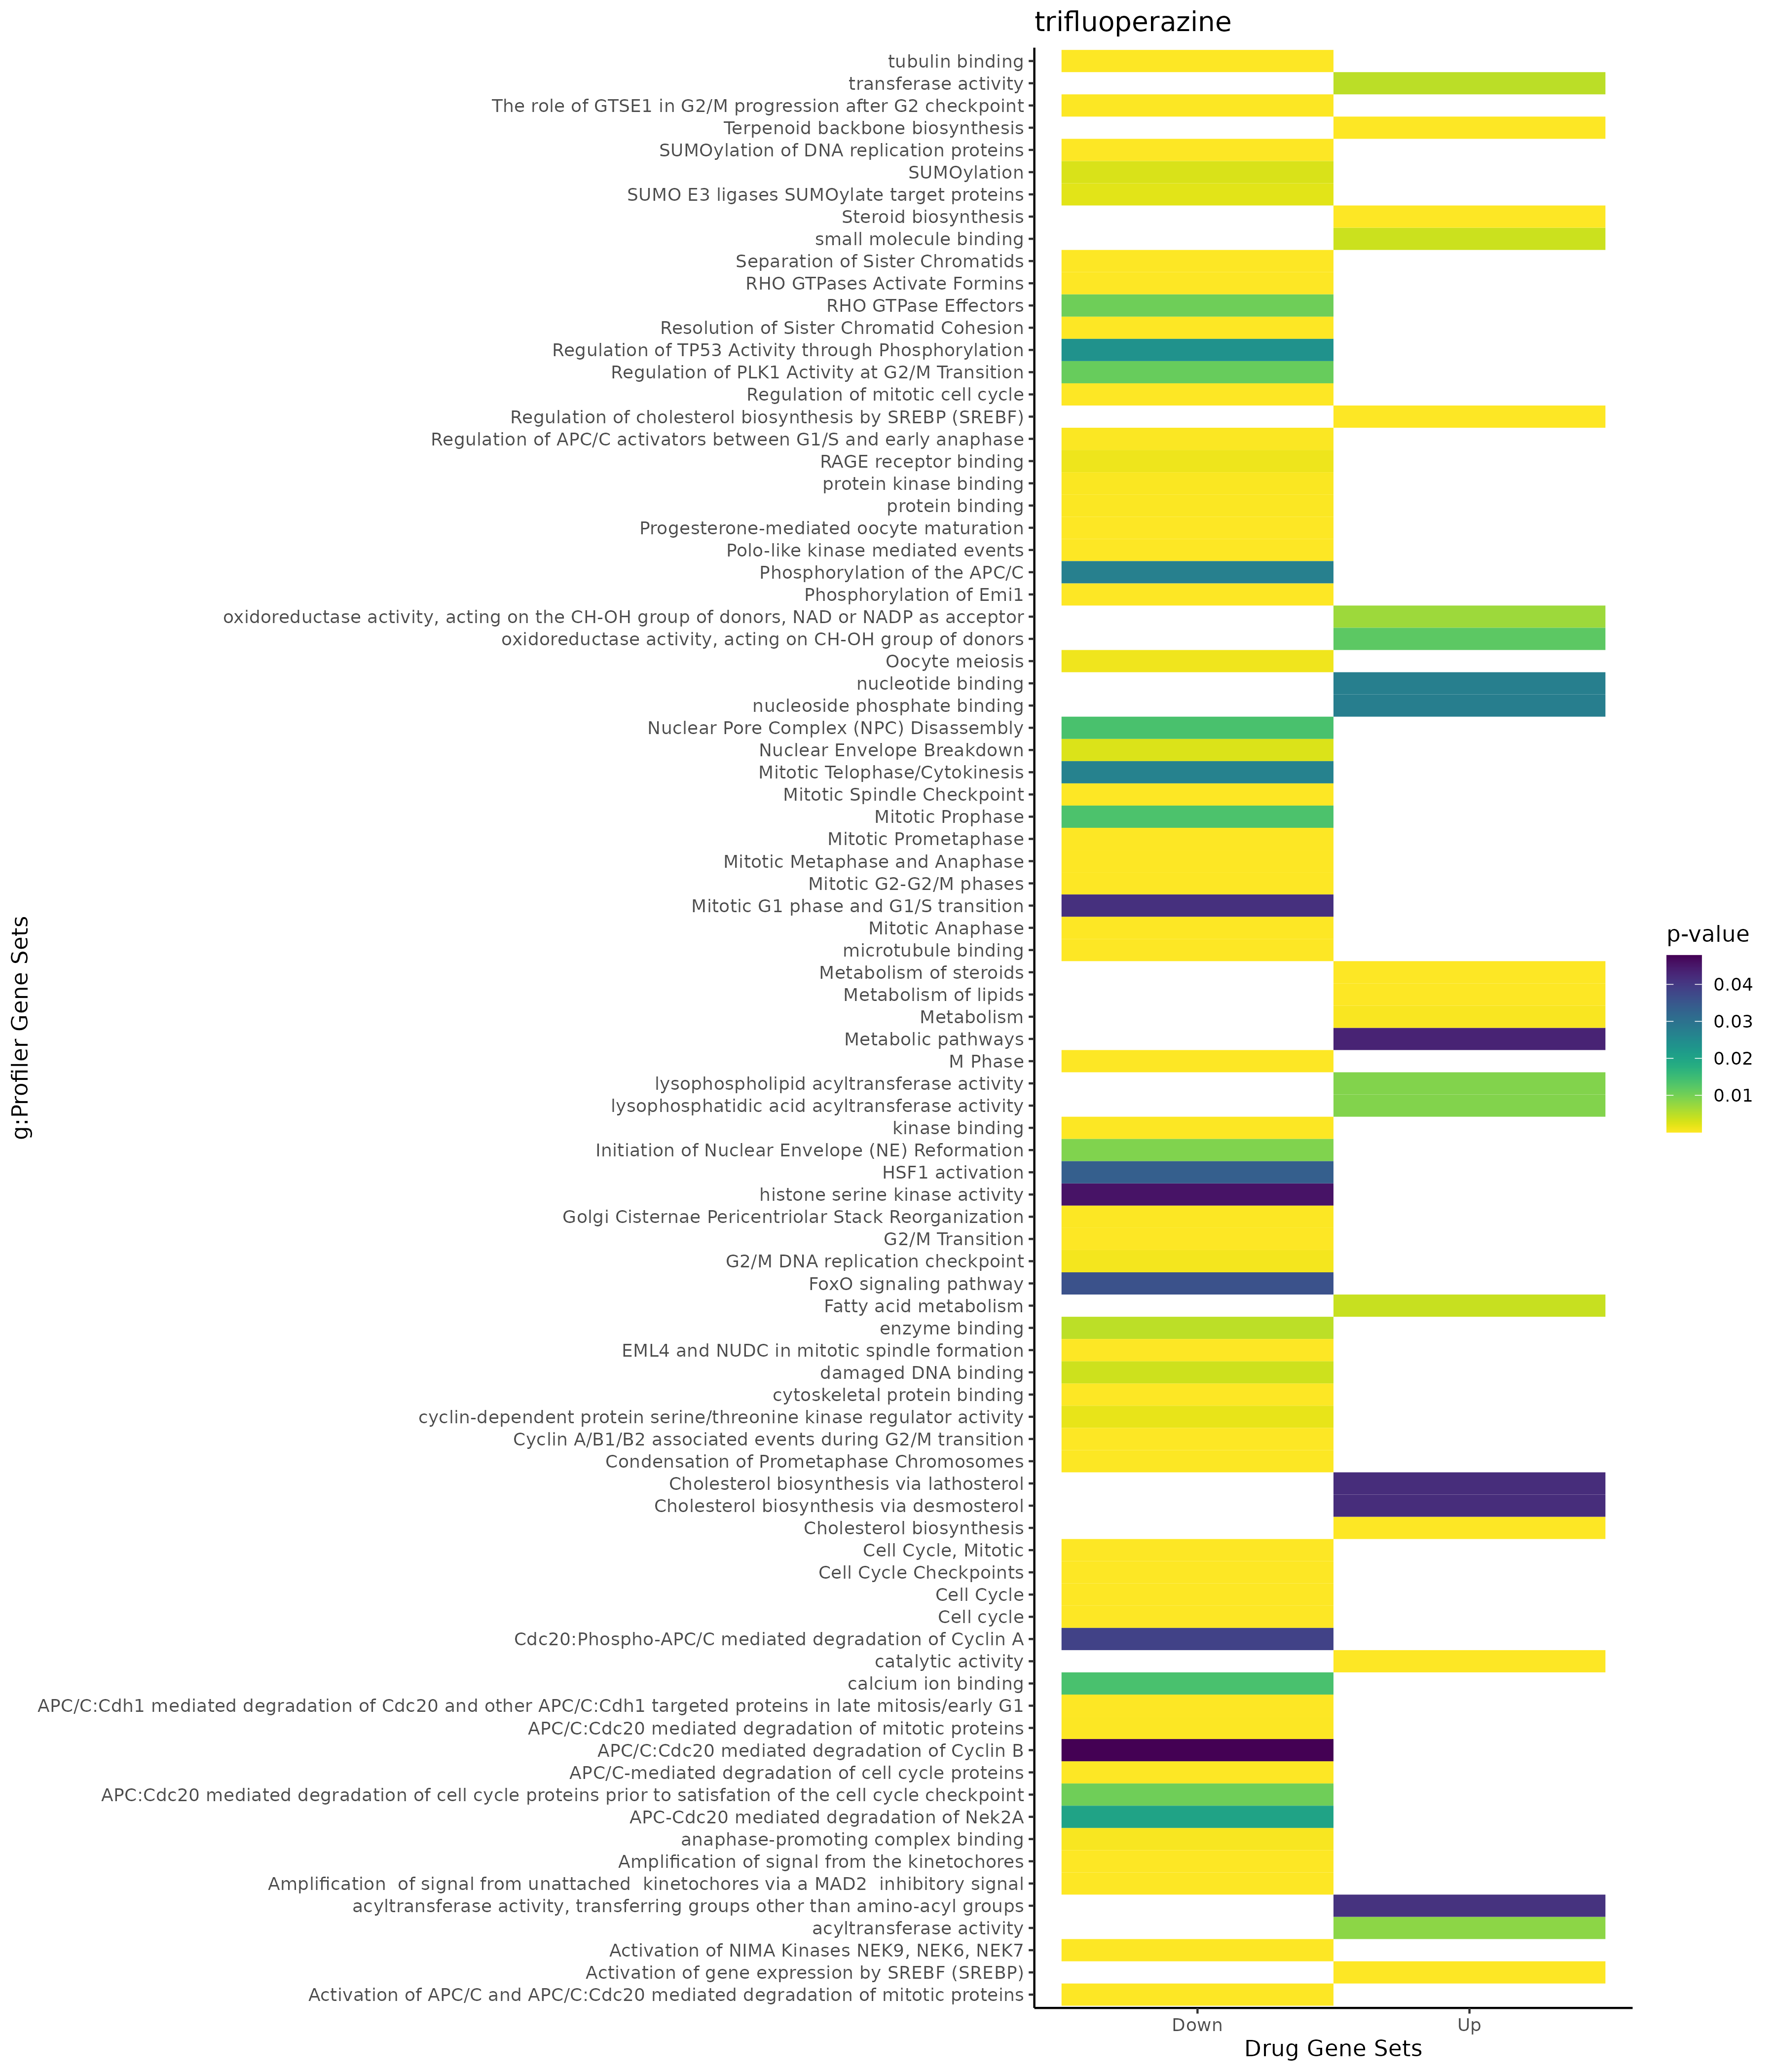 trifluoperazine
tubulin binding
transferase activity
The role of GTSE1 in G2/M progression after G2 checkpoint
Terpenoid backbone biosynthesis
SUMOylation of DNA replication proteins
SUMOylation
SUMO E3 ligases SUMOylate target proteins
Steroid biosynthesis
small molecule binding
Separation of Sister Chromatids
RHO GTPases Activate Formins
RHO GTPase Effectors
Resolution of Sister Chromatid Cohesion
Regulation of TP53 Activity through Phosphorylation
Regulation of PLK1 Activity at G2/M Transition
Regulation of mitotic cell cycle
Regulation of cholesterol biosynthesis by SREBP (SREBF)
Regulation of APC/C activators between G1/S and early anaphase
RAGE receptor binding
protein kinase binding
protein binding
Progesterone-mediated oocyte maturation
Polo-like kinase mediated events
Phosphorylation of the APC/C
Phosphorylation of Emi1
oxidoreductase activity, acting on the CH-OH group of donors, NAD or NADP as acceptor
oxidoreductase activity, acting on CH-OH group of donors
Oocyte meiosis
nucleotide binding
nucleoside phosphate binding
Nuclear Pore Complex (NPC) Disassembly
Nuclear Envelope Breakdown
Mitotic Telophase/Cytokinesis
Mitotic Spindle Checkpoint
Mitotic Prophase
Mitotic Prometaphase
Mitotic Metaphase and Anaphase
Mitotic G2-G2/M phases
Mitotic G1 phase and G1/S transition
Mitotic Anaphase
microtubule binding
Metabolism of steroids
Metabolism of lipids
Metabolism
Metabolic pathways
M Phase
lysophospholipid acyltransferase activity
lysophosphatidic acid acyltransferase activity
kinase binding
Initiation of Nuclear Envelope (NE) Reformation
HSF1 activation
histone serine kinase activity
Golgi Cisternae Pericentriolar Stack Reorganization
G2/M Transition
G2/M DNA replication checkpoint
FoxO signaling pathway
Fatty acid metabolism
enzyme binding
EML4 and NUDC in mitotic spindle formation
damaged DNA binding
cytoskeletal protein binding
cyclin-dependent protein serine/threonine kinase regulator activity
Cyclin A/B1/B2 associated events during G2/M transition
Condensation of Prometaphase Chromosomes
Cholesterol biosynthesis via lathosterol
Cholesterol biosynthesis via desmosterol
Cholesterol biosynthesis
Cell Cycle, Mitotic
Cell Cycle Checkpoints
Cell Cycle
Cell cycle
Cdc20:Phospho-APC/C mediated degradation of Cyclin A
catalytic activity
calcium ion binding
APC/C:Cdh1 mediated degradation of Cdc20 and other APC/C:Cdh1 targeted proteins in late mitosis/early G1
APC/C:Cdc20 mediated degradation of mitotic proteins
APC/C:Cdc20 mediated degradation of Cyclin B
APC/C-mediated degradation of cell cycle proteins
APC:Cdc20 mediated degradation of cell cycle proteins prior to satisfation of the cell cycle checkpoint
APC-Cdc20 mediated degradation of Nek2A
anaphase-promoting complex binding
Amplification of signal from the kinetochores
Amplification  of signal from unattached  kinetochores via a MAD2  inhibitory signal
acyltransferase activity, transferring groups other than amino-acyl groups
acyltransferase activity
Activation of NIMA Kinases NEK9, NEK6, NEK7
Activation of gene expression by SREBF (SREBP)
Activation of APC/C and APC/C:Cdc20 mediated degradation of mitotic proteins
g:Profiler Gene Sets
Down
Up
Drug Gene Sets
p-value
0.04
0.03
0.02
0.01